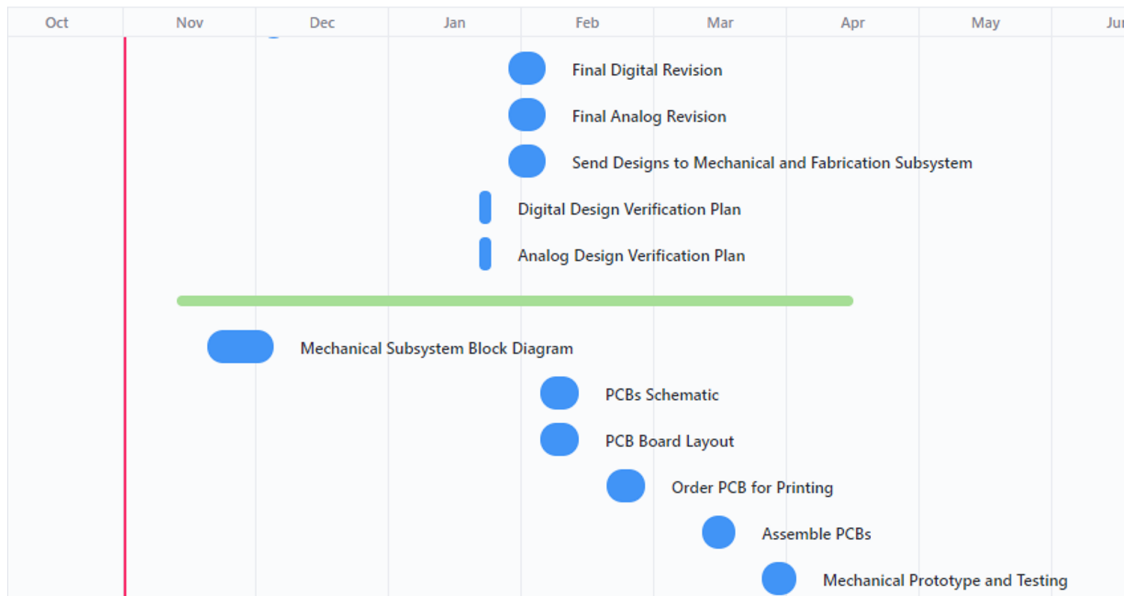 Oct Nov Dec Jan Feb Mar Apr May Jun
Final Digital Revision
Final Analog Revision
Send Designs to Mechanical and Fabrication Subsystem
Digital Design Verification Plan
Analog Design Verification Plan
Mechanical Subsystem Block Diagram
PCBs Schematic
PCB Board Layout
Order PCB for Printing
Assemble PCBs
Mechanical Prototype and Testing